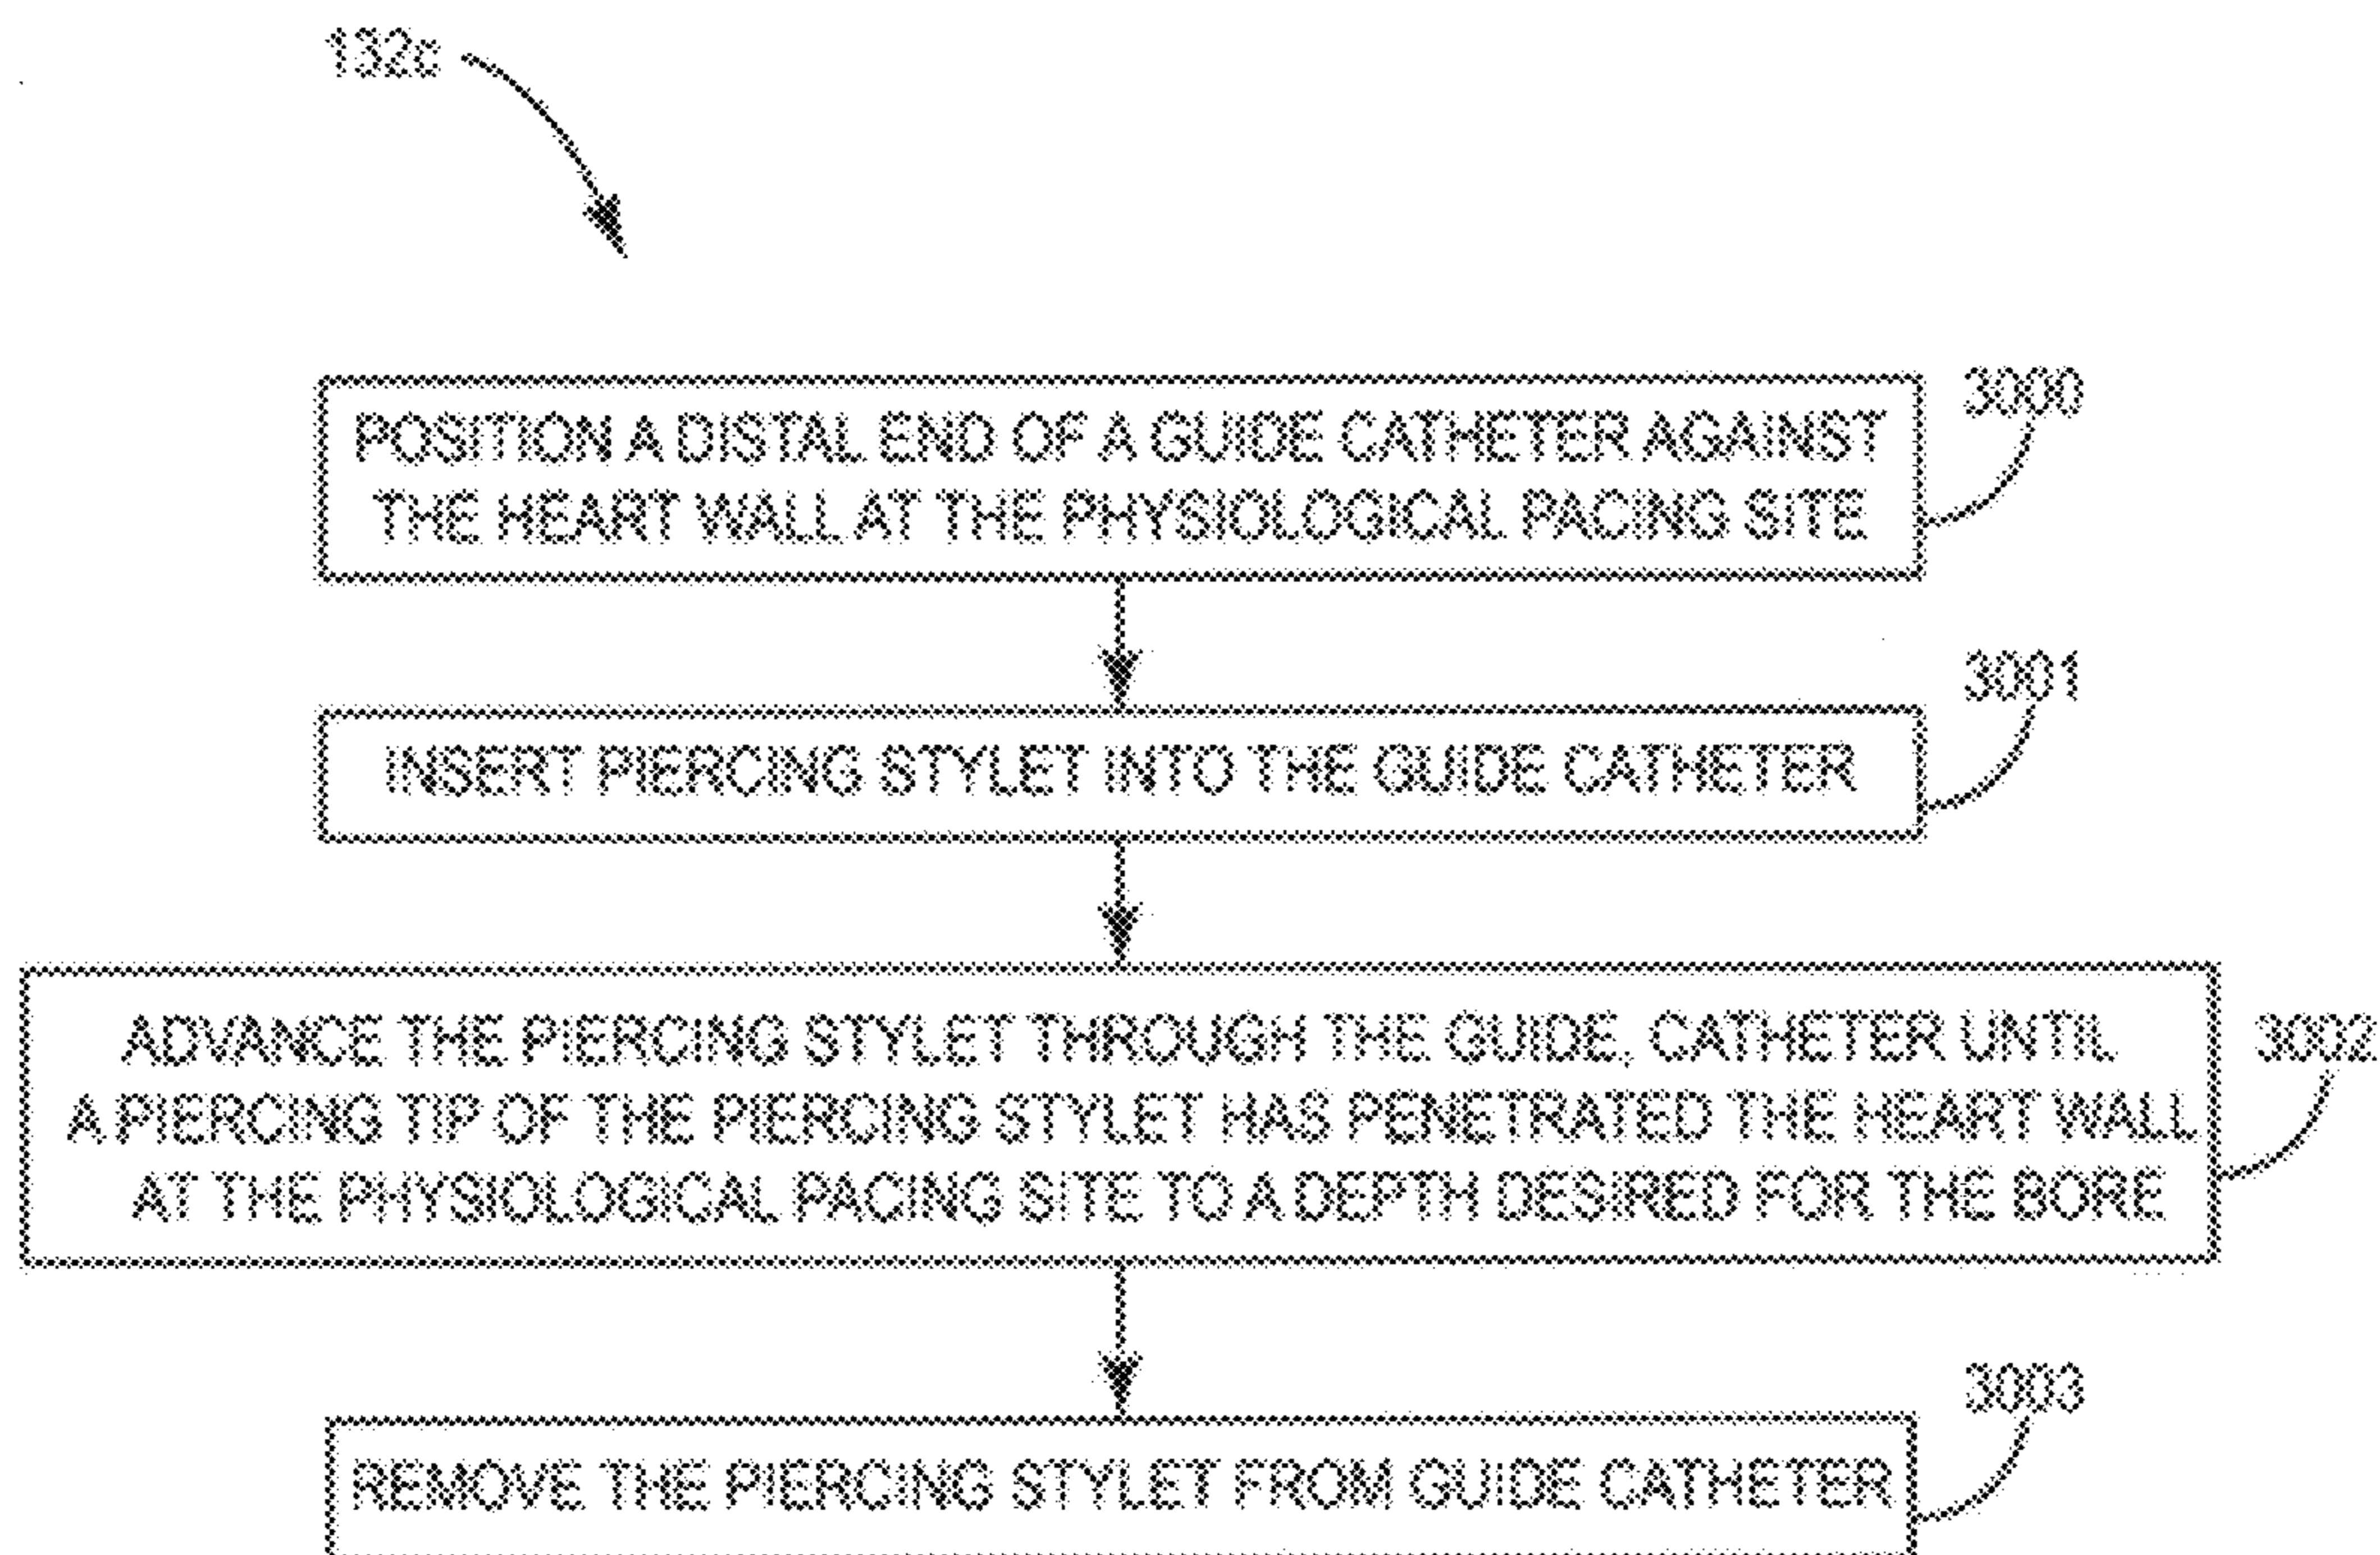 132c
3000
POSITION A DISTAL END OF A GUIDE CATHETER AGAINST
THE HEART WALL AT THE PHYSIOLOGICAL PACING SITE
3001
INSERT PIERCING STYLET INTO THE GUIDE CATHETER
3002
ADVANCE THE PIERCING STYLET THROUGH THE GUIDE, CATHETER UNTIL
A PIERCING TIP OF THE PIERCING STYLET HAS PENETRATED THE HEART WALL
AT THE PHYSIOLOGICAL PACING SITE TO A DEPTH DESIRED FOR THE BORE
3003
REMOVE THE PIERCING STYLET FROM GUIDE CATHETER